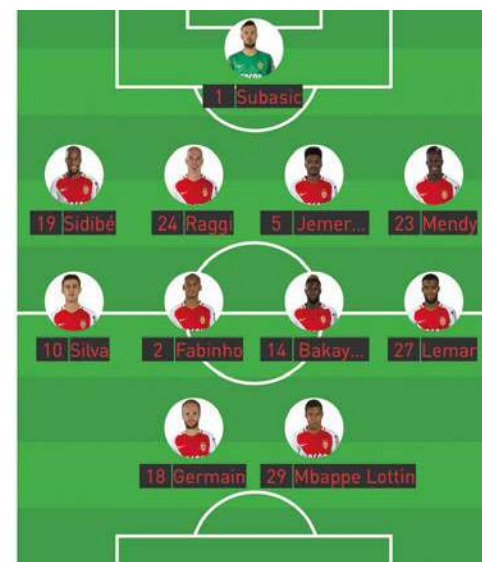 1 Subasic
19 Sidibé
24 Raggi
5 Jemer...
23 Mendy
10 Silva
2 Fabinho
14 Bakay...
27 Lemar
18 Germain
29 Mbappe Lottin